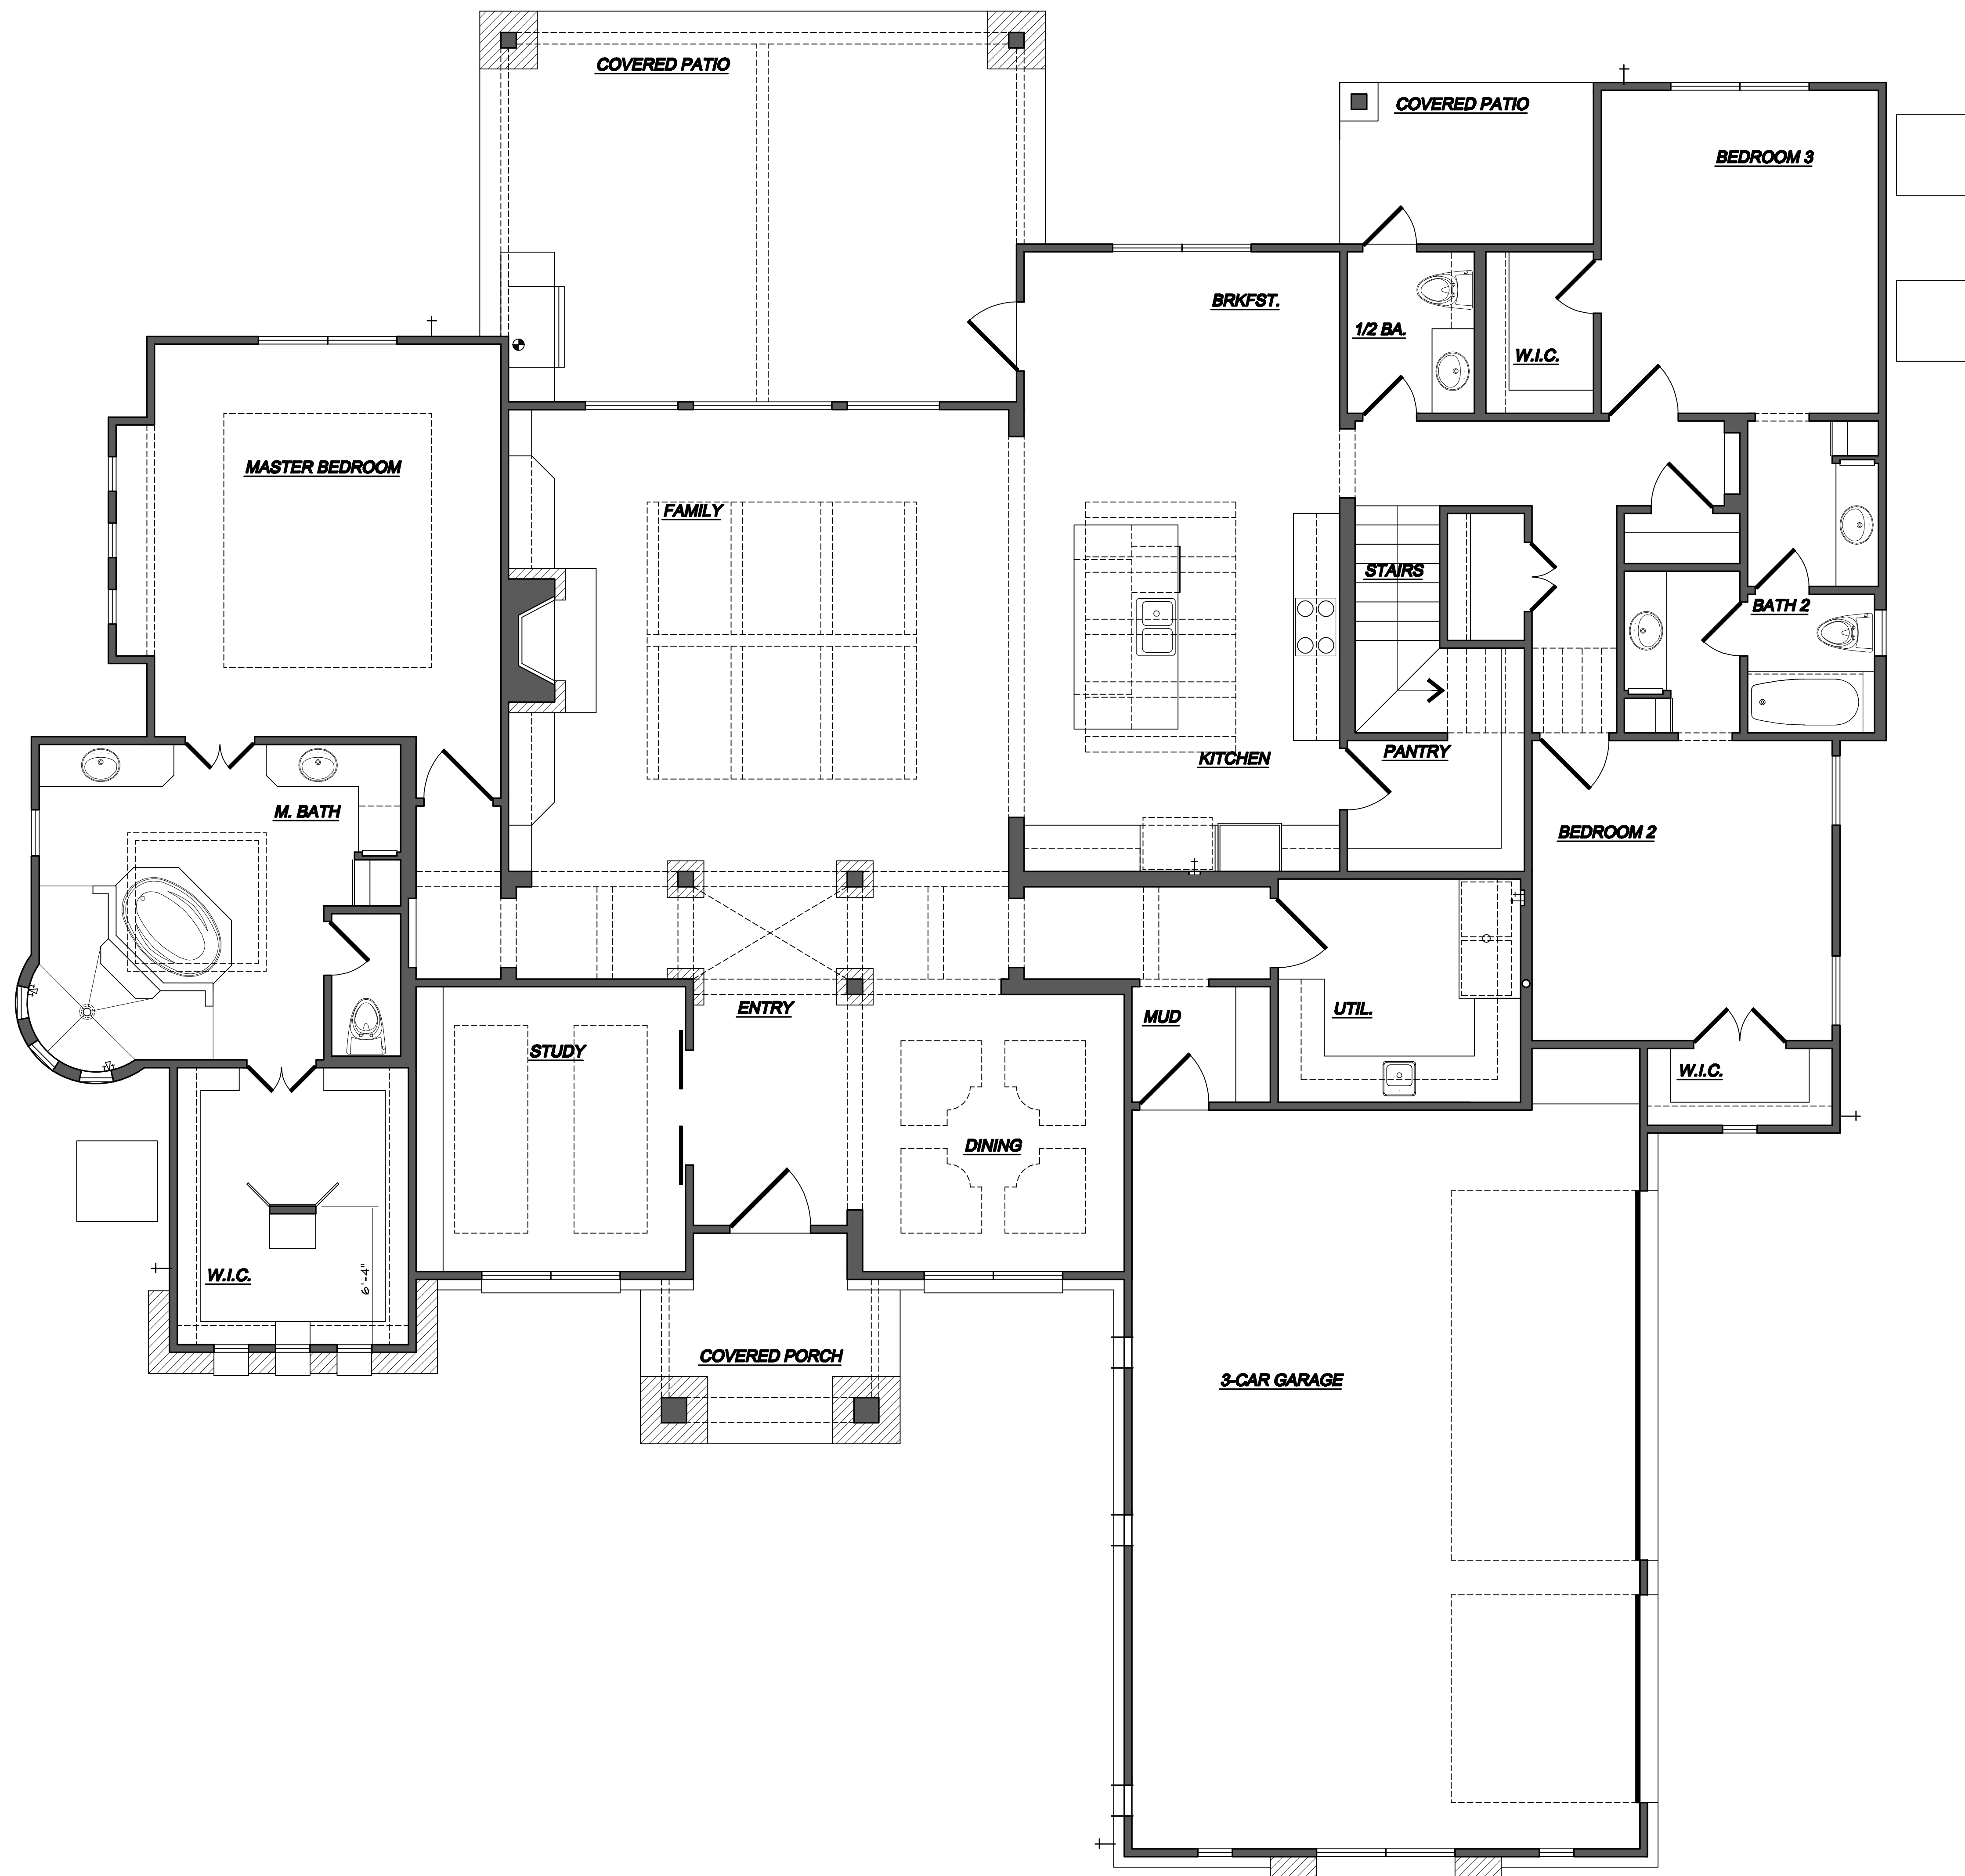 COVERED PATIO
COVERED PATIO
BEDROOM 3
BRKFST.
1/2 BA.
W.I.C.
MASTER BEDROOM
FAMILY
STAIRS
BATH 2
KITCHEN
PANTRY
M. BATH
BEDROOM 2
ENTRY
MUD
UTIL.
STUDY
W.I.C.
DINING
W.I.C.
6'-4"
COVERED PORCH
3-CAR GARAGE